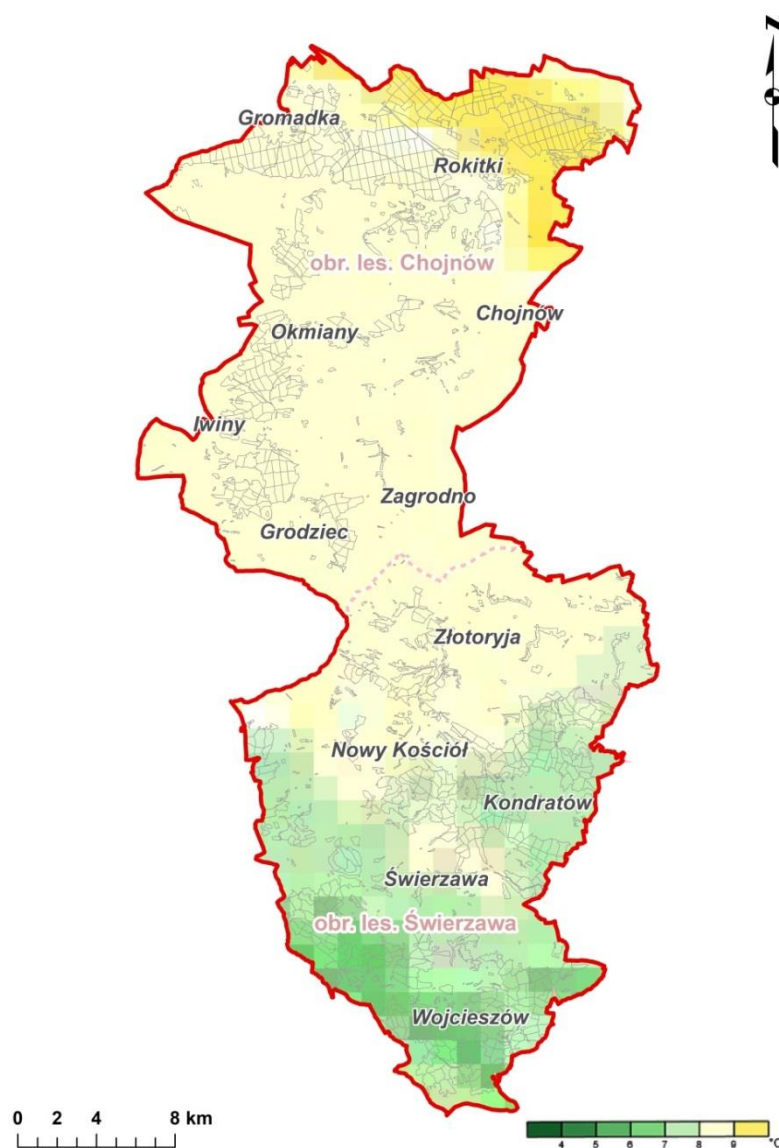 N
Gromadka
Rokitki
obr. les. Chojnów
Chojnów
Okmiany
Iwiny
Zagrodno
Grodziec
Złotoryja
Nowy Kościół
Kondratów
Świerzawa
obr. les. Świerzawa
Wojcieszów
0 2 4 8 km
4 5 6 7 8 9 °C